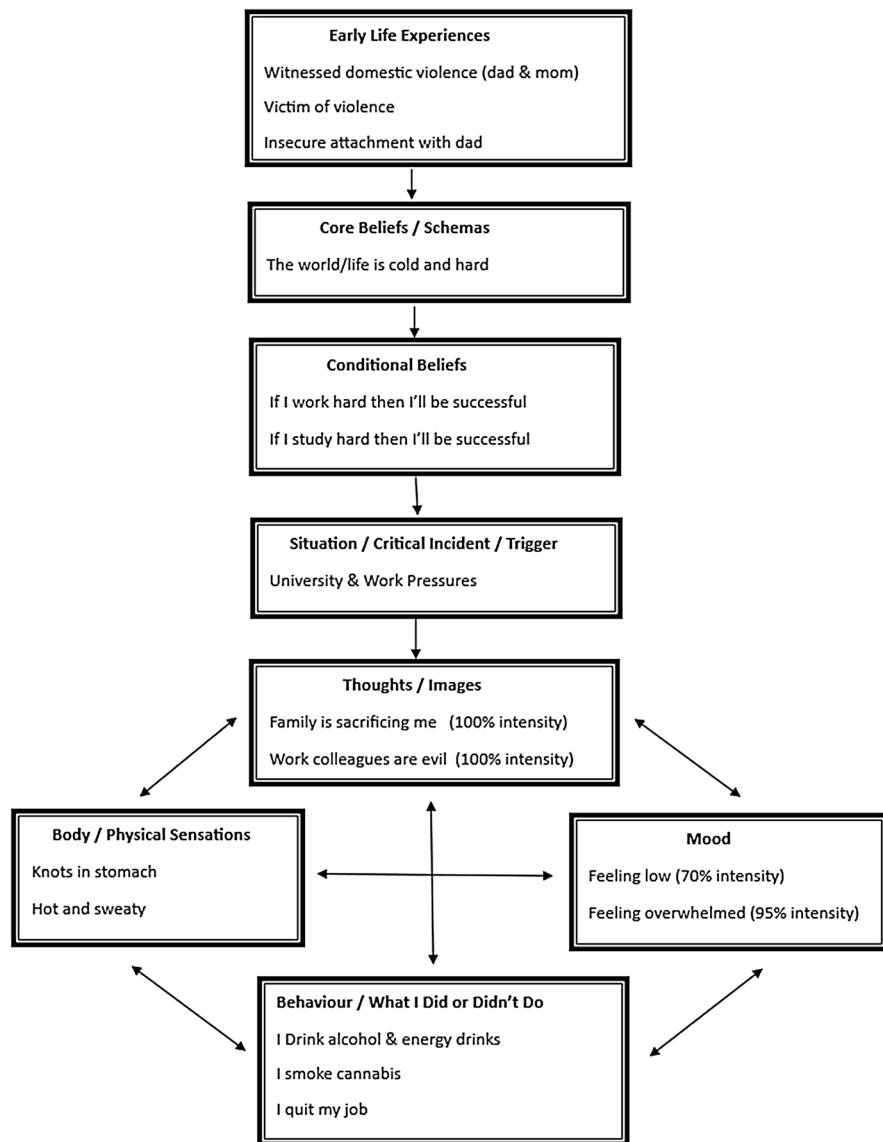 Early Life Experiences
Witnessed domestic violence (dad & mom)
Victim of violence
Insecure attachment with dad
Core Beliefs / Schemas
The world/life is cold and hard
Conditional Beliefs
If I work hard then I'll be successful
If I study hard then I'll be successful
Situation / Critical Incident / Trigger
University & Work Pressures
Thoughts / Images
Family is sacrificing me (100% intensity)
Work colleagues are evil (100% intensity)
Body / Physical Sensations
Knots in stomach
Hot and sweaty
Mood
Feeling low (70% intensity)
Feeling overwhelmed (95% intensity)
Behaviour / What I Did or Didn't Do
I Drink alcohol & energy drinks
I smoke cannabis
I quit my job